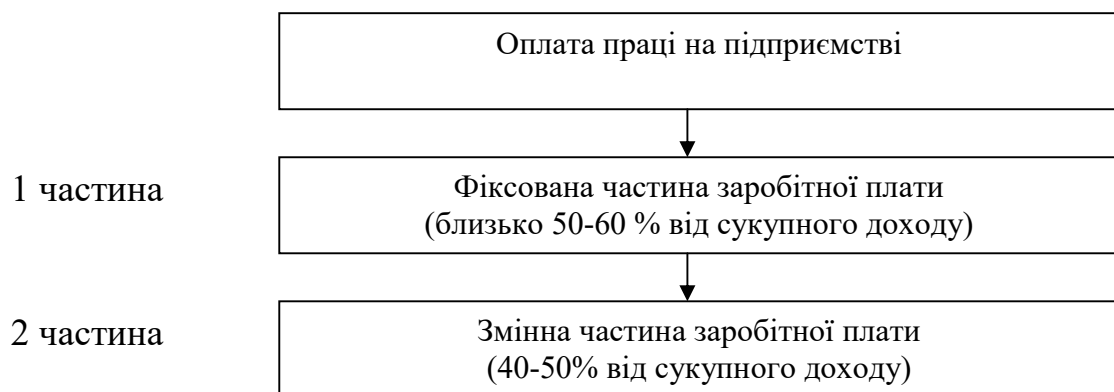 Оплата праці на підприємстві
1 частина
Фіксована частина заробітної плати
(близько 50-60 % від сукупного доходу)
2 частина
Змінна частина заробітної плати
(40-50% від сукупного доходу)